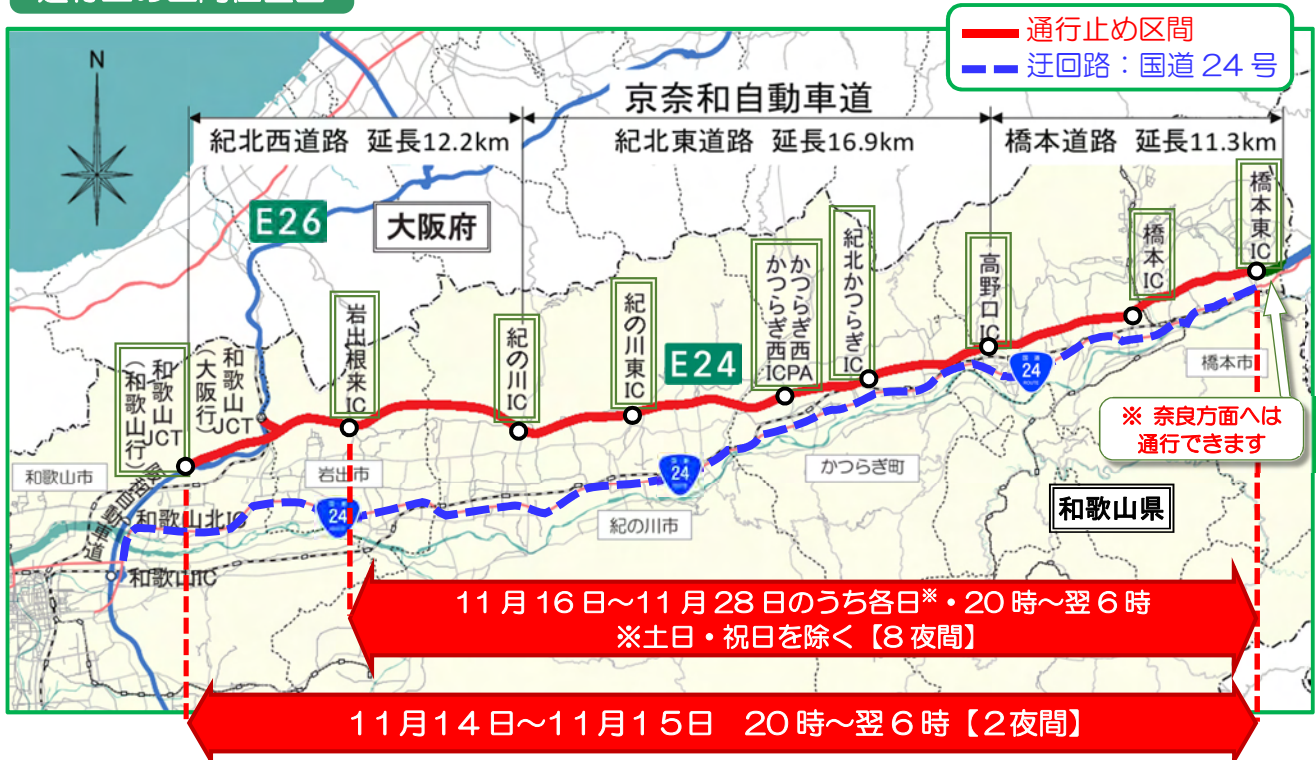 通行止め区間
迂回路：国道24号
N
京奈和自動車道
紀北西道路 延長12.2km
紀北東道路 延長16.9km
橋本道路 延長11.3km
E26
大阪府
橋本東IC
橋本IC
高野口IC
紀北かつらぎIC
かつらぎ西PA
かつらぎ西IC
紀の川東IC
E24
紀の川IC
岩出根来IC
和歌山JCT
(大阪行)
和歌山JCT
(和歌山行)
24
橋本市
※ 奈良方面へは
通行できます
和歌山市
岩出市
24
かつらぎ町
和歌山北IC
24
紀の川市
和歌山県
和歌山IC
11月16日～11月28日のうち各日※・20時～翌6時
※土日・祝日を除く【8夜間】
11月14日～11月15日 20時～翌6時【2夜間】